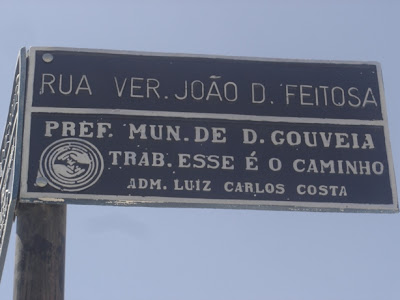 RUA VER. JOÃO D. FEITOSA
PREF. MUN. DE D. GOUVEIA
TRAB. ESSE É O CAMINHO
ADM. LUIZ CARLOS COSTA